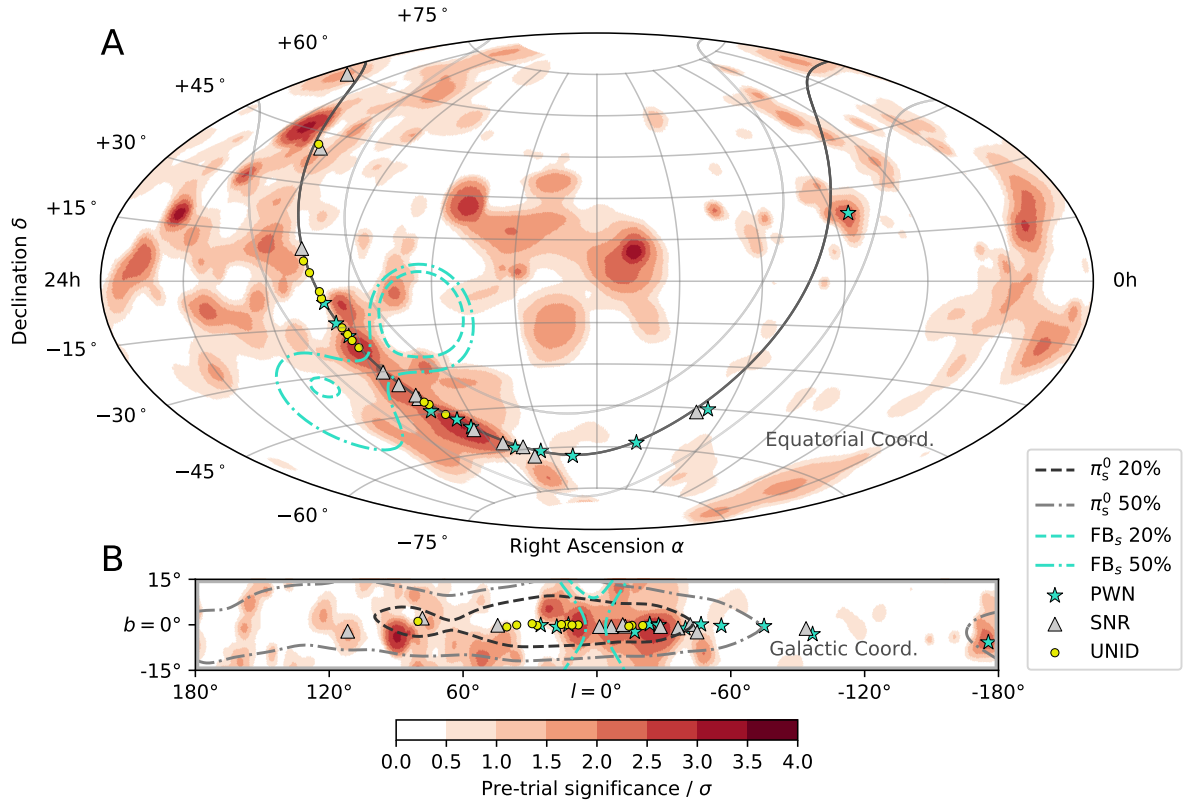 A
+75°
+60°
+45°
+30°
+15°
24h
0h
−15°
−30°
−45°
−60°
−75°
Declination δ
Equatorial Coord.
Right Ascension α
B
15°
b = 0°
-15°
Galactic Coord.
180° 120° 60° l = 0° -60° -120° -180°
π⁰ₛ 20%
π⁰ₛ 50%
FBₛ 20%
FBₛ 50%
PWN
SNR
UNID
0.0 0.5 1.0 1.5 2.0 2.5 3.0 3.5 4.0
Pre-trial significance / σ